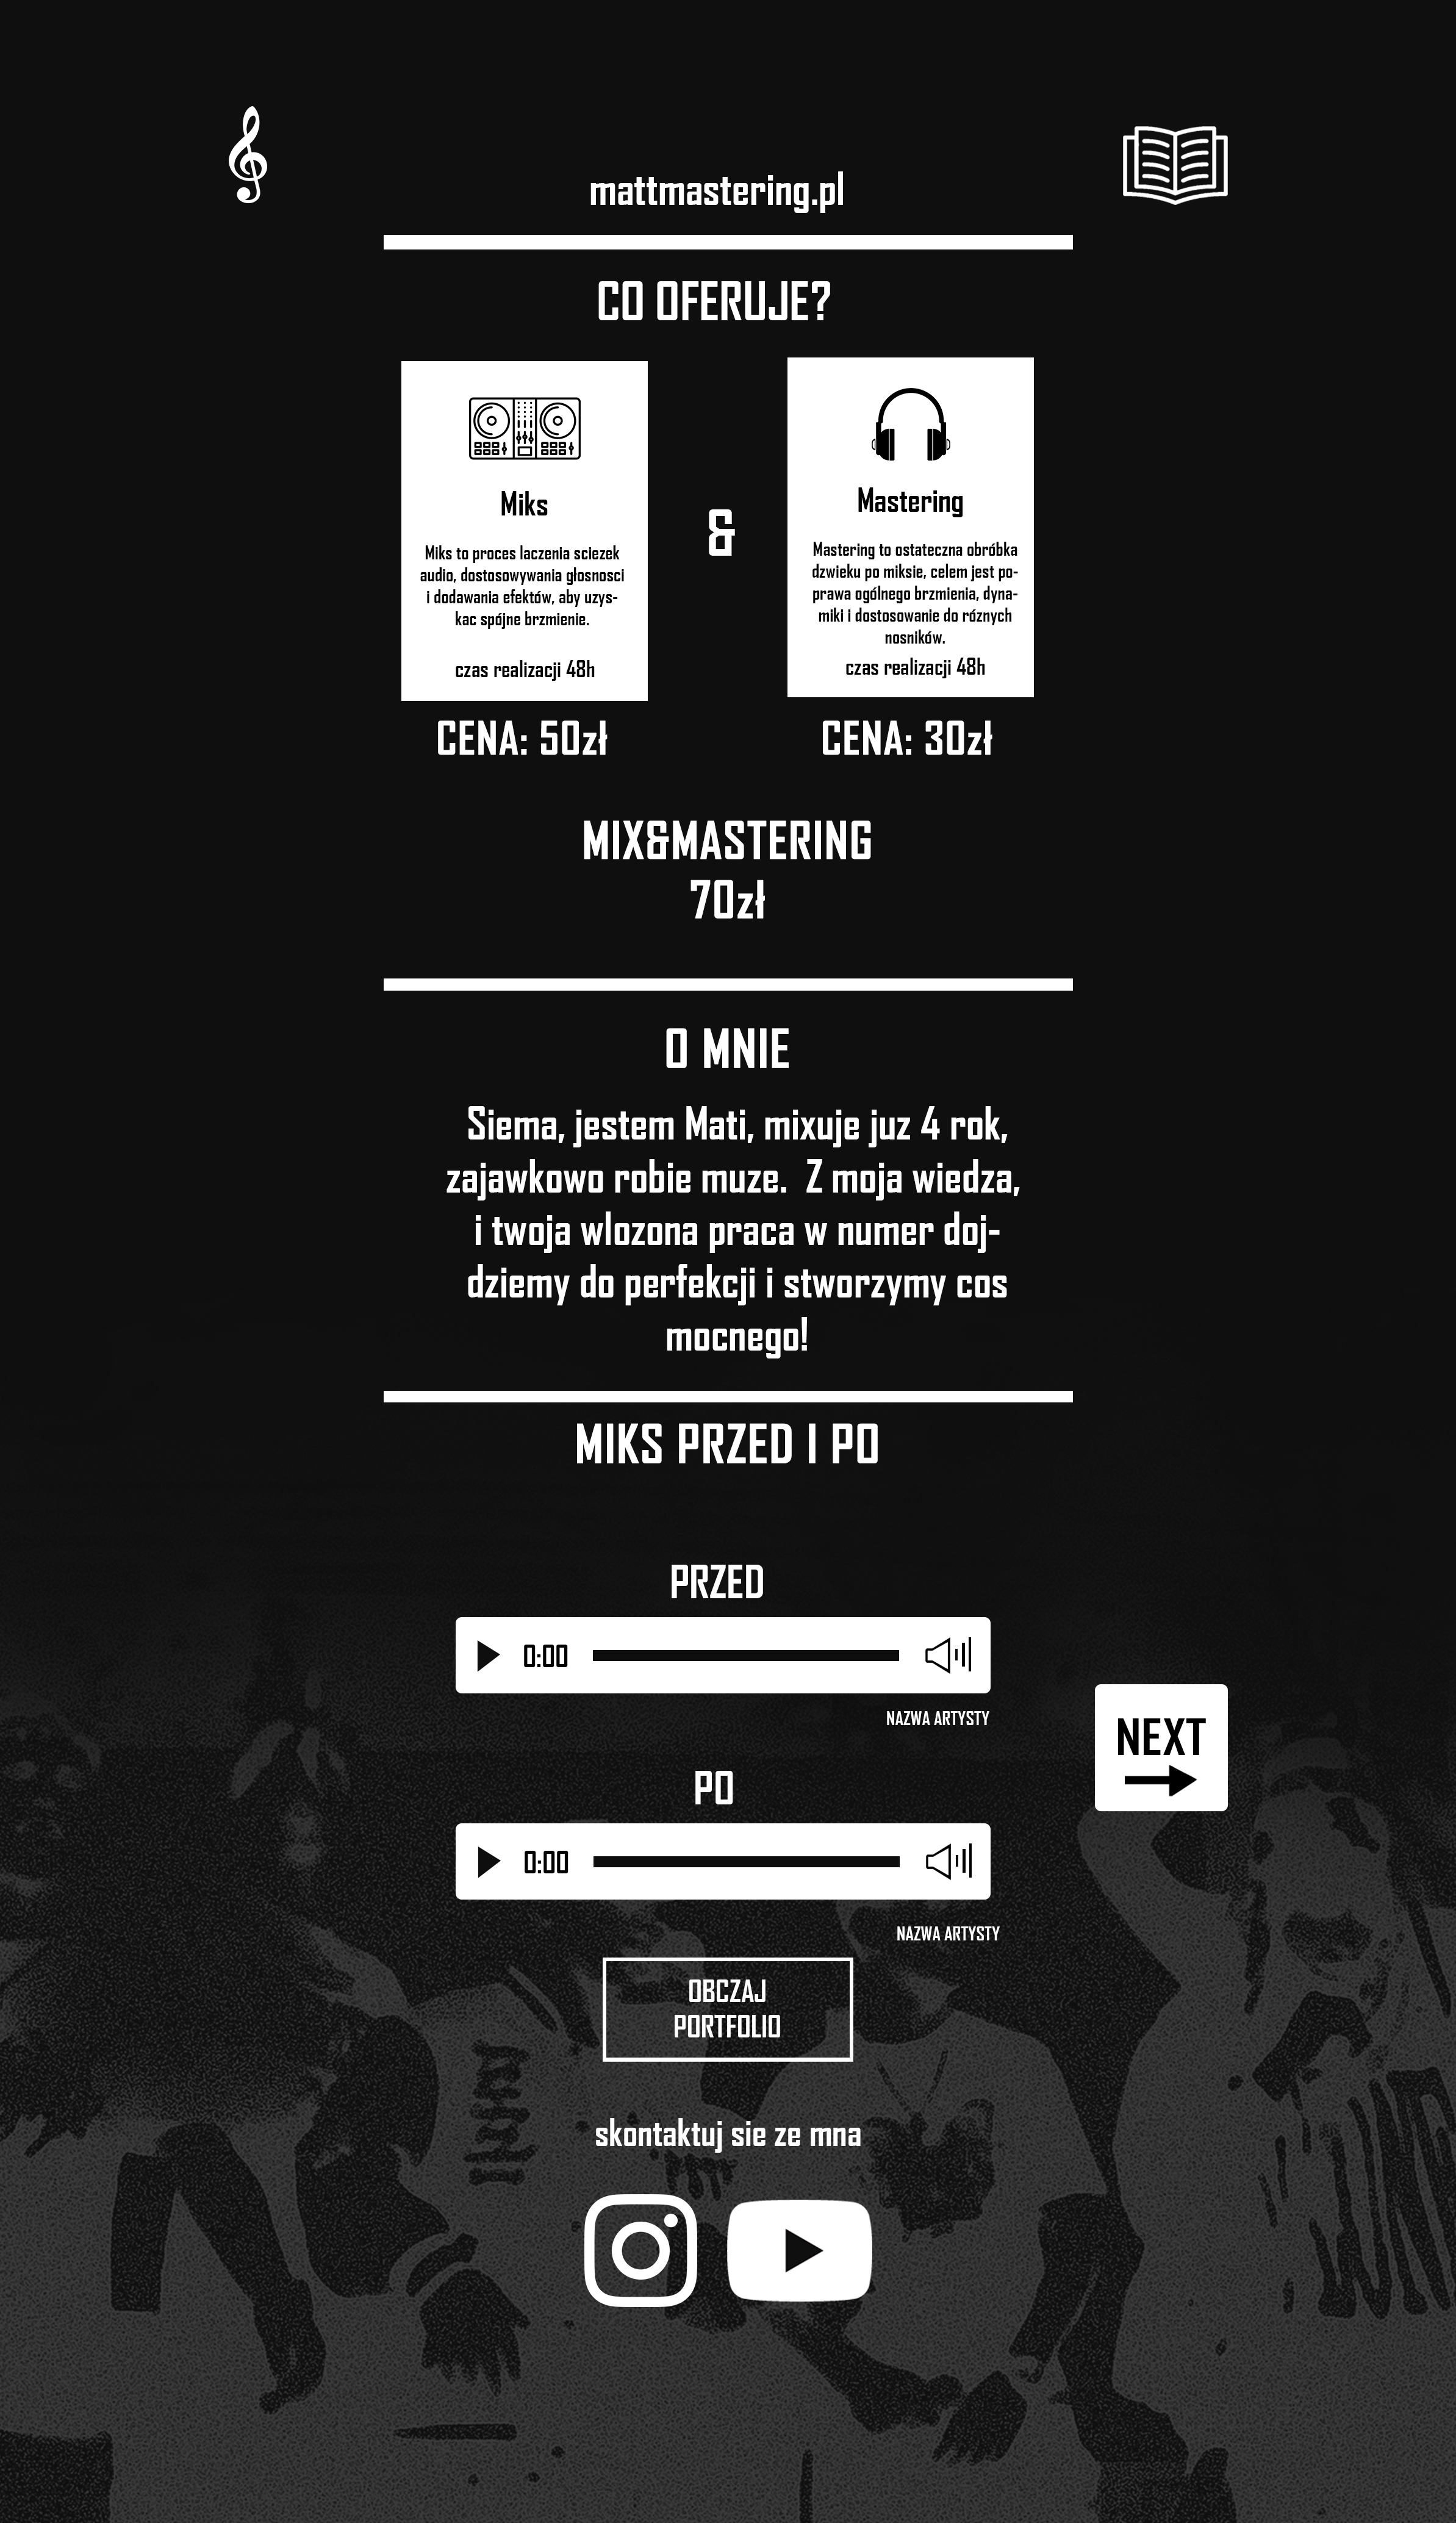 mattmastering.pl
CO OFERUJE?
Miks
Miks to proces laczenia sciezek
audio, dostosowywania głosnosci
i dodawania efektów, aby uzys-
kac spójne brzmienie.
czas realizacji 48h
CENA: 50zł
&
Mastering
Mastering to ostateczna obróbka
dzwieku po miksie, celem jest po-
prawa ogólnego brzmienia, dyna-
miki i dostosowanie do róznych
nosników.
czas realizacji 48h
CENA: 30zł
MIX&MASTERING
70zł
O MNIE
Siema, jestem Mati, mixuje juz 4 rok,
zajawkowo robie muze. Z moja wiedza,
i twoja wlozona praca w numer doj-
dziemy do perfekcji i stworzymy cos
mocnego!
MIKS PRZED I PO
PRZED
0:00
NAZWA ARTYSTY
NEXT
PO
0:00
NAZWA ARTYSTY
OBCZAJ
PORTFOLIO
skontaktuj sie ze mna